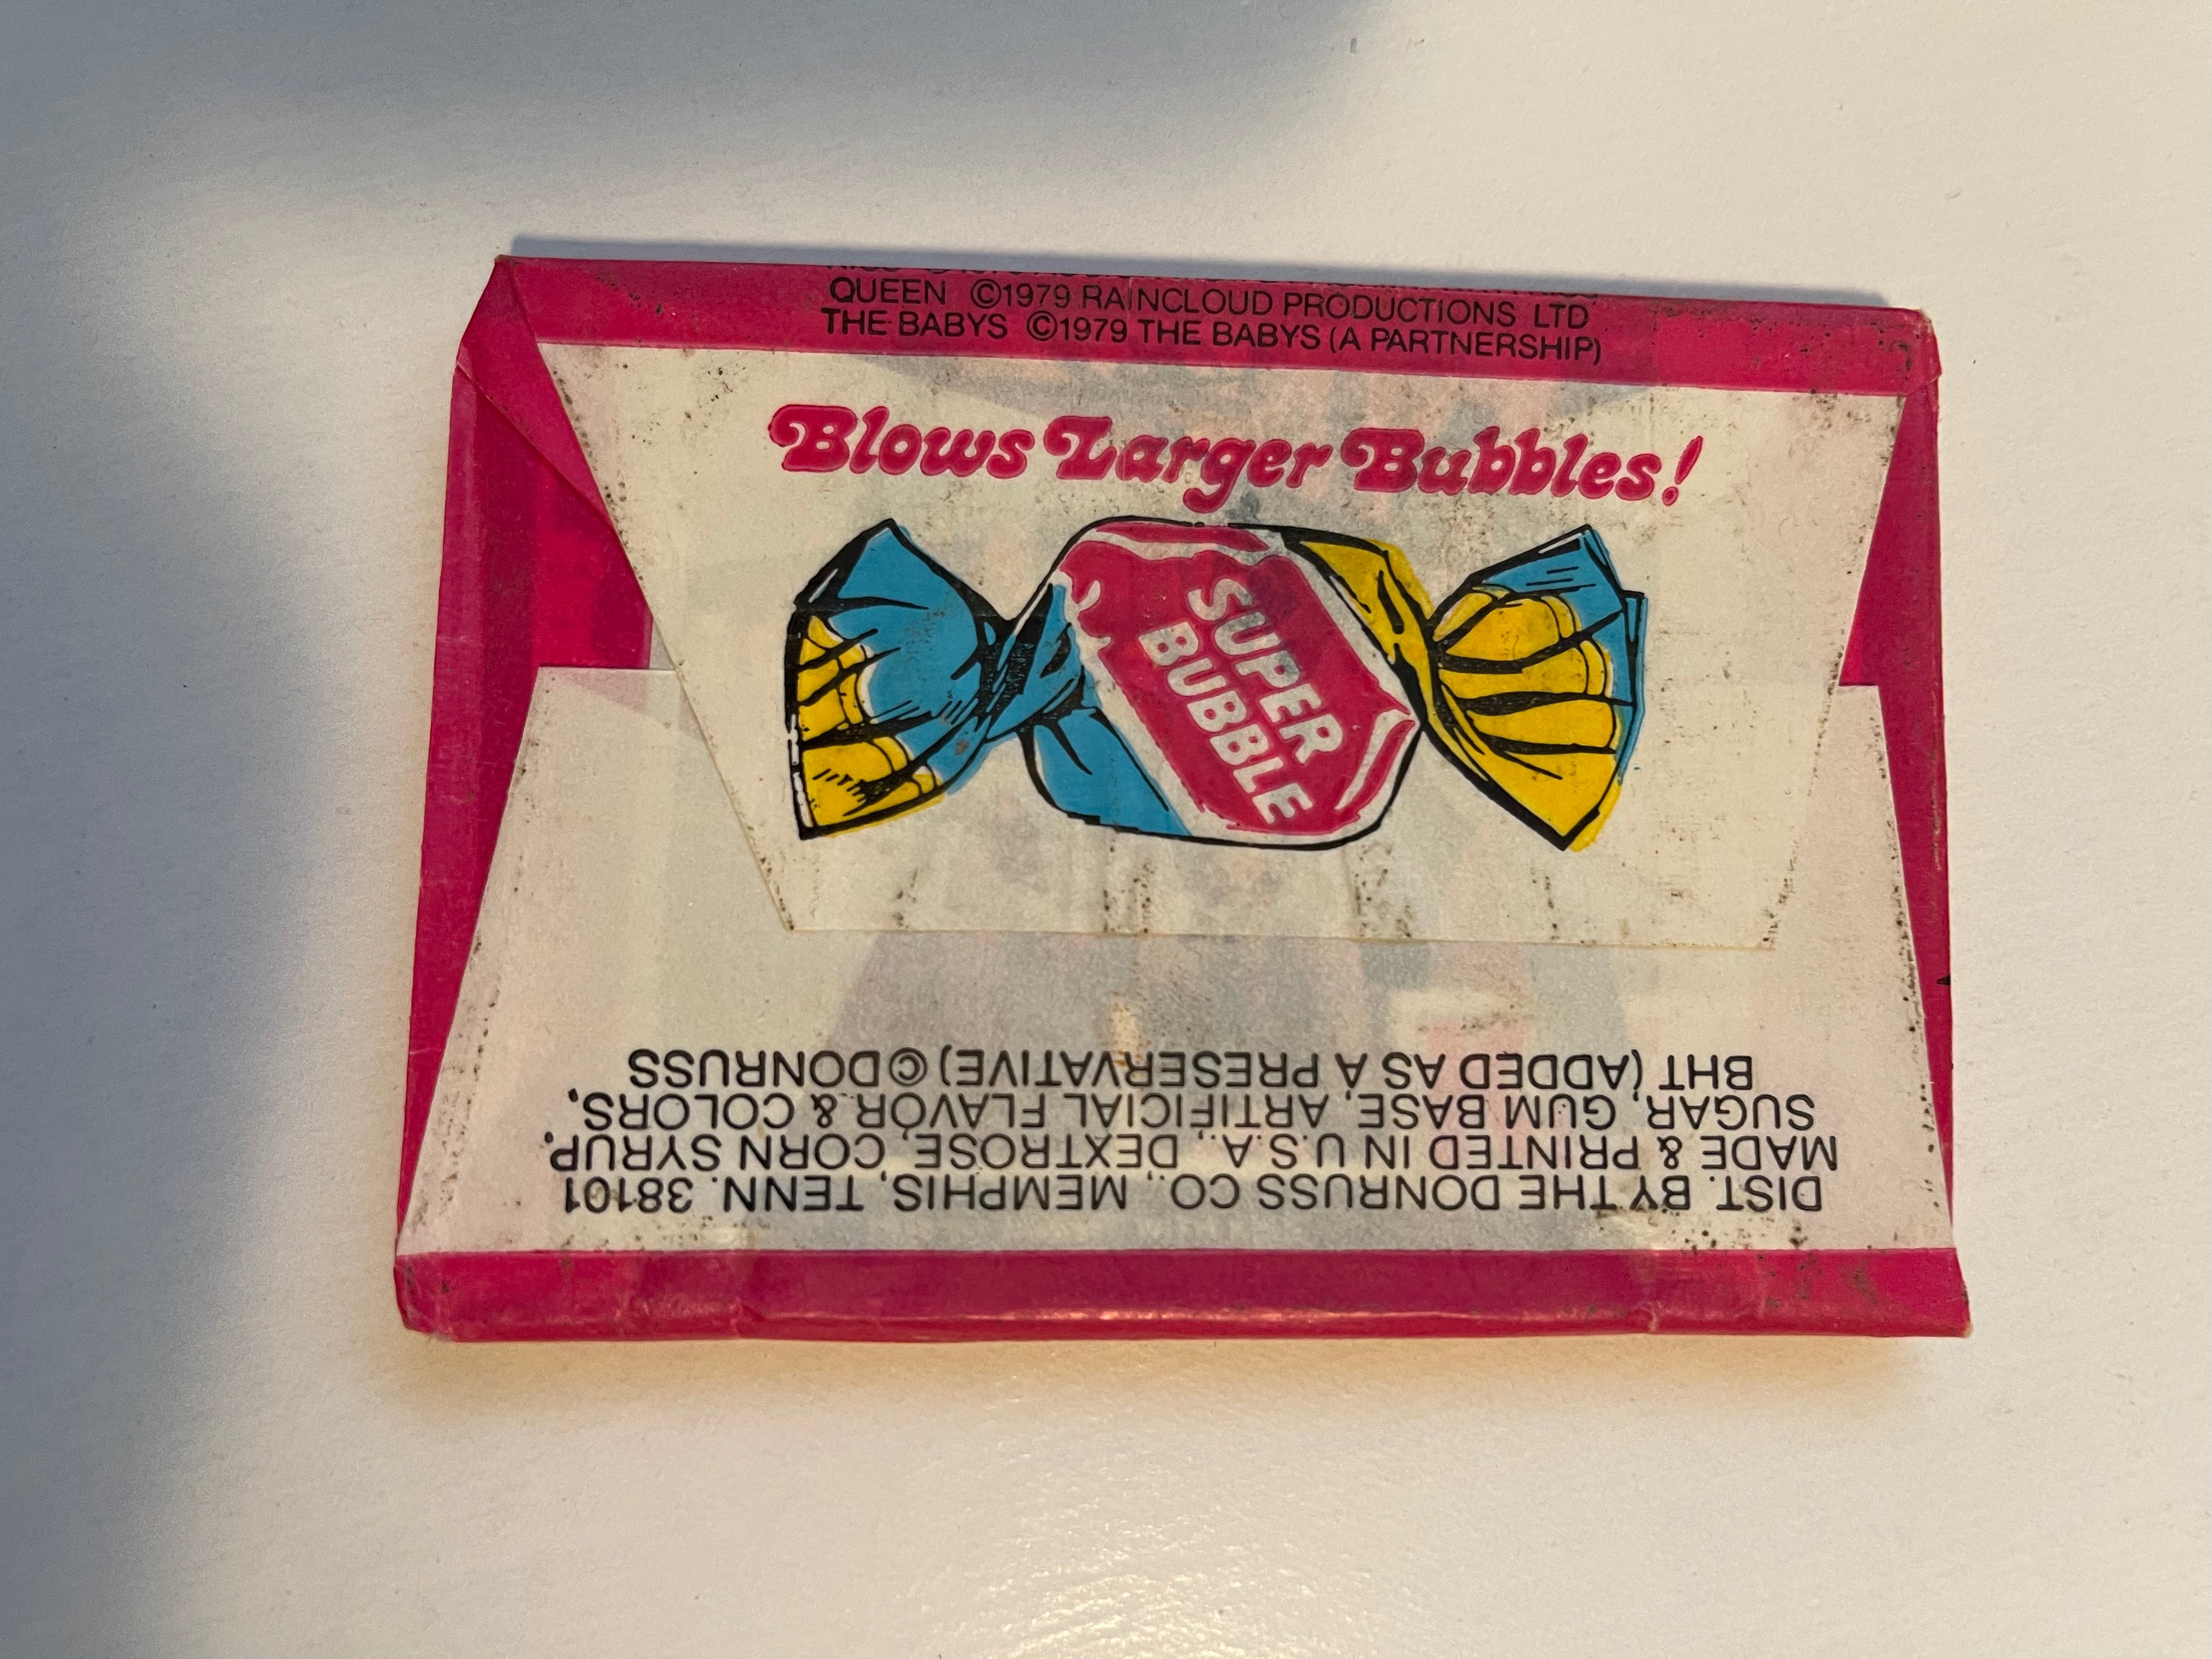 QUEEN ©1979 RAINCLOUD PRODUCTIONS LTD
THE BABYS ©1979 THE BABYS (A PARTNERSHIP)
Blows Larger Bubbles!
SUPER
BUBBLE
DIST. BY THE DONRUSS CO., MEMPHIS, TENN. 38101
MADE & PRINTED IN U.S.A., DEXTROSE, CORN SYRUP,
SUGAR, GUM BASE, ARTIFICIAL FLAVOR & COLORS,
BHT (ADDED AS A PRESERVATIVE) © DONRUSS